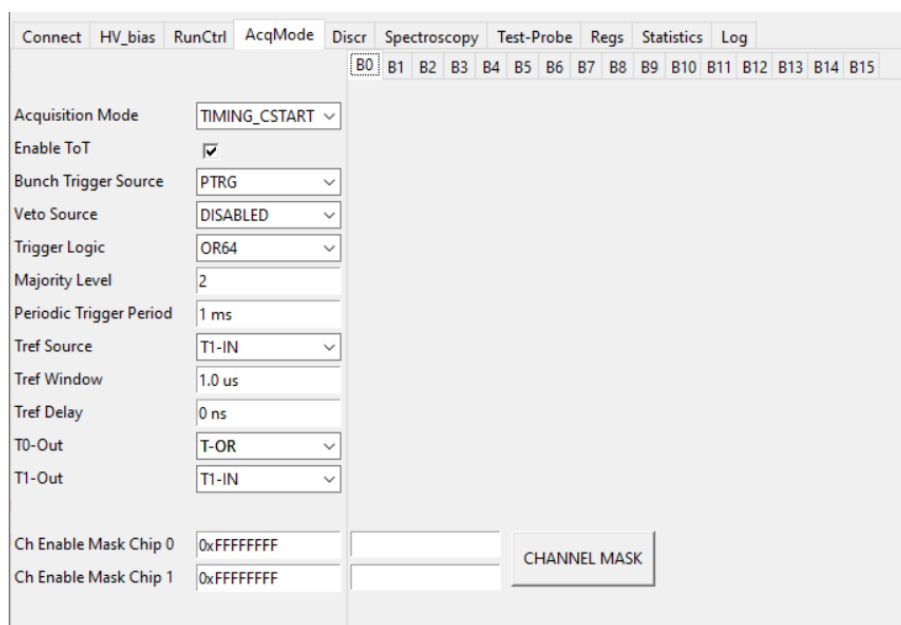 Connect HV_bias RunCtrl AcqMode Discr Spectroscopy Test-Probe Regs Statistics Log
B0 B1 B2 B3 B4 B5 B6 B7 B8 B9 B10 B11 B12 B13 B14 B15
Acquisition Mode TIMING_CSTART
Enable ToT
Bunch Trigger Source PTRG
Veto Source DISABLED
Trigger Logic OR64
Majority Level 2
Periodic Trigger Period 1 ms
Tref Source T1-IN
Tref Window 1.0 us
Tref Delay 0 ns
T0-Out T-OR
T1-Out T1-IN
Ch Enable Mask Chip 0 0xFFFFFFFF
CHANNEL MASK
Ch Enable Mask Chip 1 0xFFFFFFFF